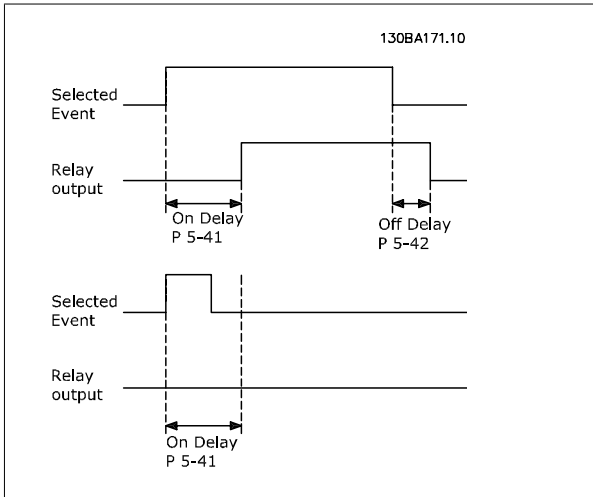 130BA171.10
Selected
Event
Relay
output
On Delay
P 5-41
Off Delay
P 5-42
Selected
Event
Relay
output
On Delay
P 5-41